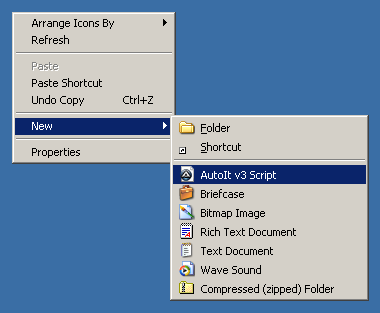 Arrange Icons By
Refresh
Paste
Paste Shortcut
Undo Copy Ctrl+Z
New
Properties
Folder
Shortcut
AutoIt v3 Script
Briefcase
Bitmap Image
Rich Text Document
Text Document
Wave Sound
Compressed (zipped) Folder